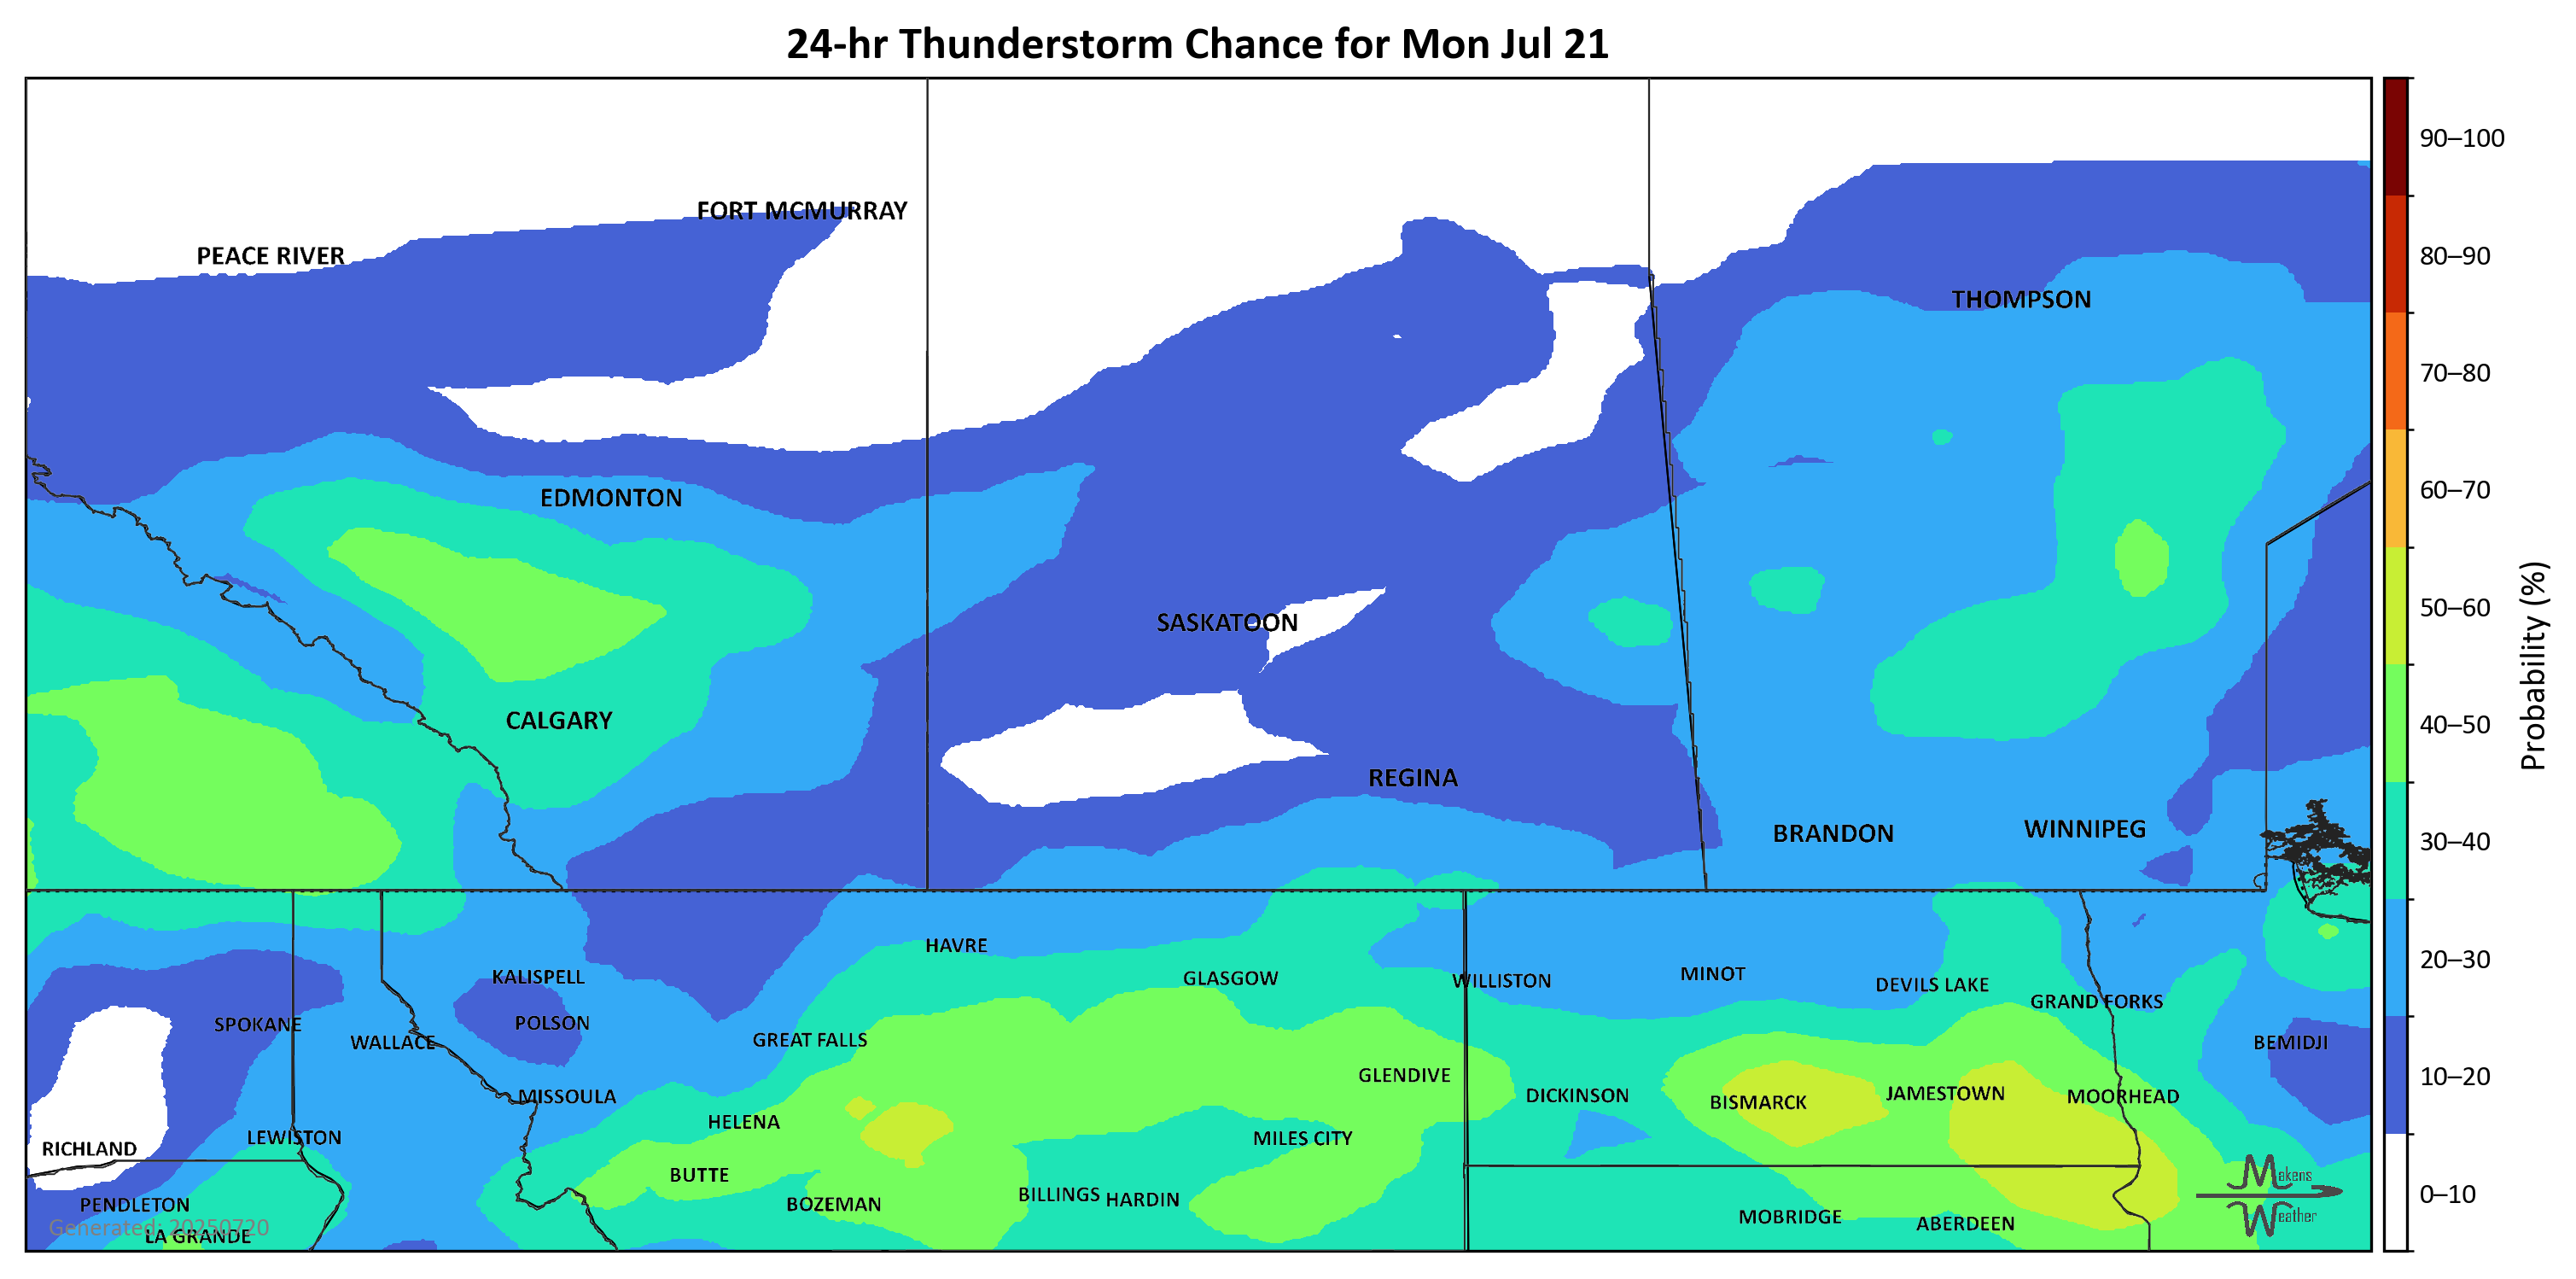 24-hr Thunderstorm Chance for Mon Jul 21
FORT MCMURRAY
PEACE RIVER
THOMPSON
EDMONTON
SASKATOON
CALGARY
REGINA
BRANDON
WINNIPEG
HAVRE
KALISPELL
GLASGOW
WILLISTON
MINOT
DEVILS LAKE
GRAND FORKS
SPOKANE
POLSON
WALLACE
GREAT FALLS
BEMIDJI
GLENDIVE
MISSOULA
DICKINSON
BISMARCK
JAMESTOWN
MOORHEAD
HELENA
LEWISTON
MILES CITY
RICHLAND
BUTTE
BILLINGS
HARDIN
PENDLETON
BOZEMAN
MOBRIDGE
ABERDEEN
LA GRANDE
Generated: 20250720
Makens
Weather
90–100
80–90
70–80
60–70
50–60
40–50
30–40
20–30
10–20
0–10
Probability (%)